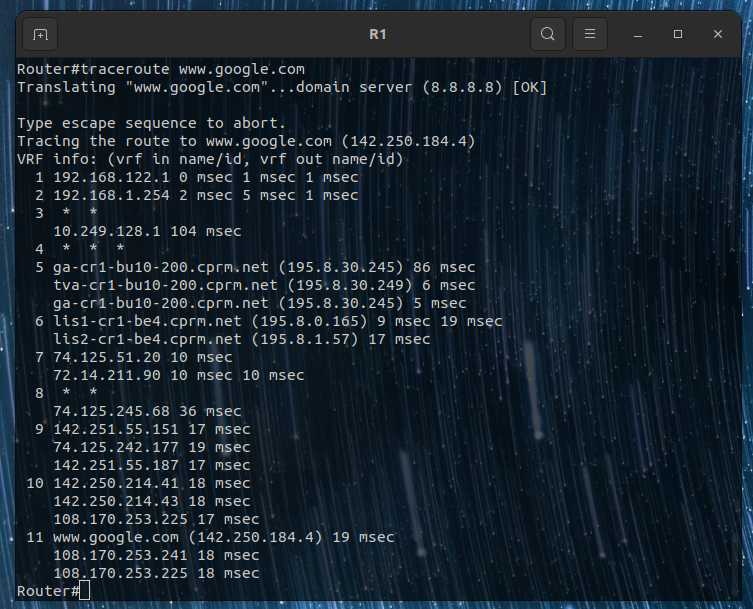 R1
Router#traceroute www.google.com
Translating "www.google.com"...domain server (8.8.8.8) [OK]
Type escape sequence to abort.
Tracing the route to www.google.com (142.250.184.4)
VRF info: (vrf in name/id, vrf out name/id)
1 192.168.122.1 0 msec 1 msec 1 msec
2 192.168.1.254 2 msec 5 msec 1 msec
3 * *
10.249.128.1 104 msec
4 * * *
5 ga-cr1-bu10-200.cprm.net (195.8.30.245) 86 msec
tva-cr1-bu10-200.cprm.net (195.8.30.249) 6 msec
ga-cr1-bu10-200.cprm.net (195.8.30.245) 5 msec
6 lis1-cr1-be4.cprm.net (195.8.0.165) 9 msec 19 msec
lis2-cr1-be4.cprm.net (195.8.1.57) 17 msec
7 74.125.51.20 10 msec
72.14.211.90 10 msec 10 msec
8 * *
74.125.245.68 36 msec
9 142.251.55.151 17 msec
74.125.242.177 19 msec
142.251.55.187 17 msec
10 142.250.214.41 18 msec
142.250.214.43 18 msec
108.170.253.225 17 msec
11 www.google.com (142.250.184.4) 19 msec
108.170.253.241 18 msec
108.170.253.225 18 msec
Router#